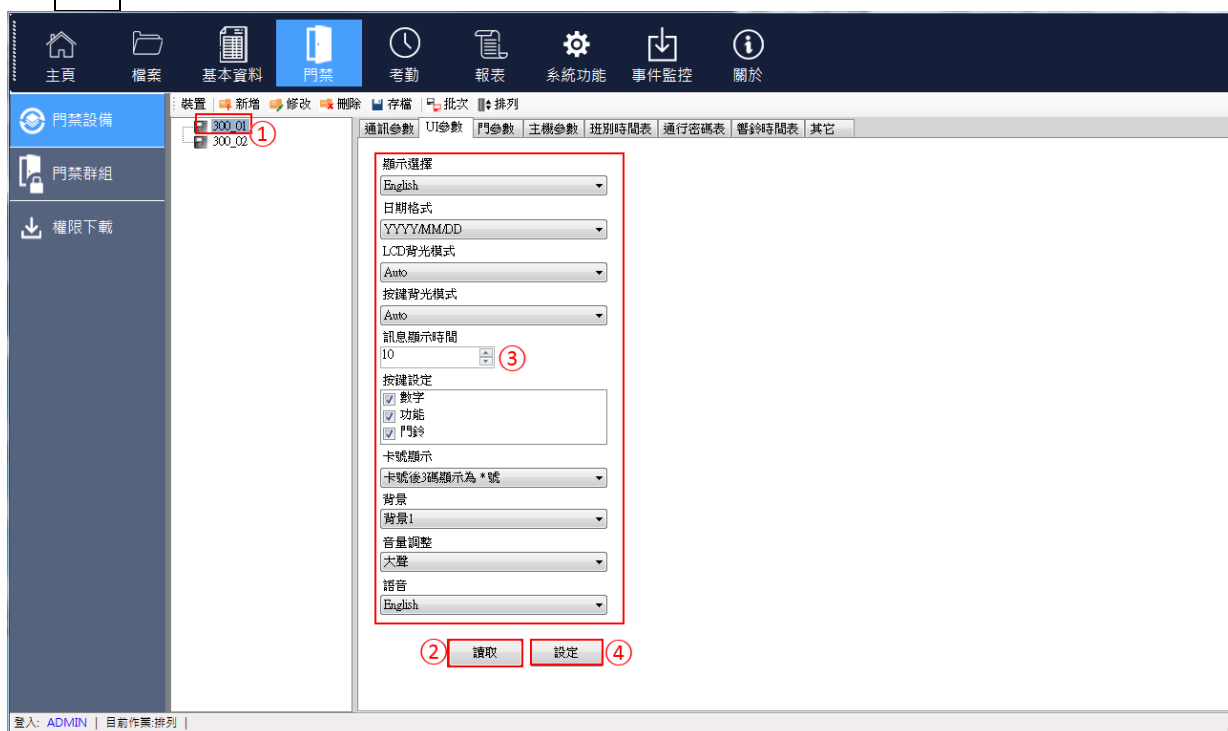 主頁 檔案 基本資料 門禁 考勤 報表 系統功能 事件監控 關於
門禁設備
門禁群組
權限下載
裝置 新增 修改 刪除 存檔 批次 排列
300_01 ①
300_02
通訊參數 UI參數 門參數 主機參數 班別時間表 通行密碼表 響鈴時間表 其它
顯示選擇
English
日期格式
YYYY/MM/DD
LCD背光模式
Auto
按鍵背光模式
Auto
訊息顯示時間
10 ③
按鍵設定
數字
功能
門鈴
卡號顯示
卡號後3碼顯示為 * 號
背景
背景1
音量調整
大聲
語音
English
② 讀取 設定 ④
登入: ADMIN | 目前作業:排列 |